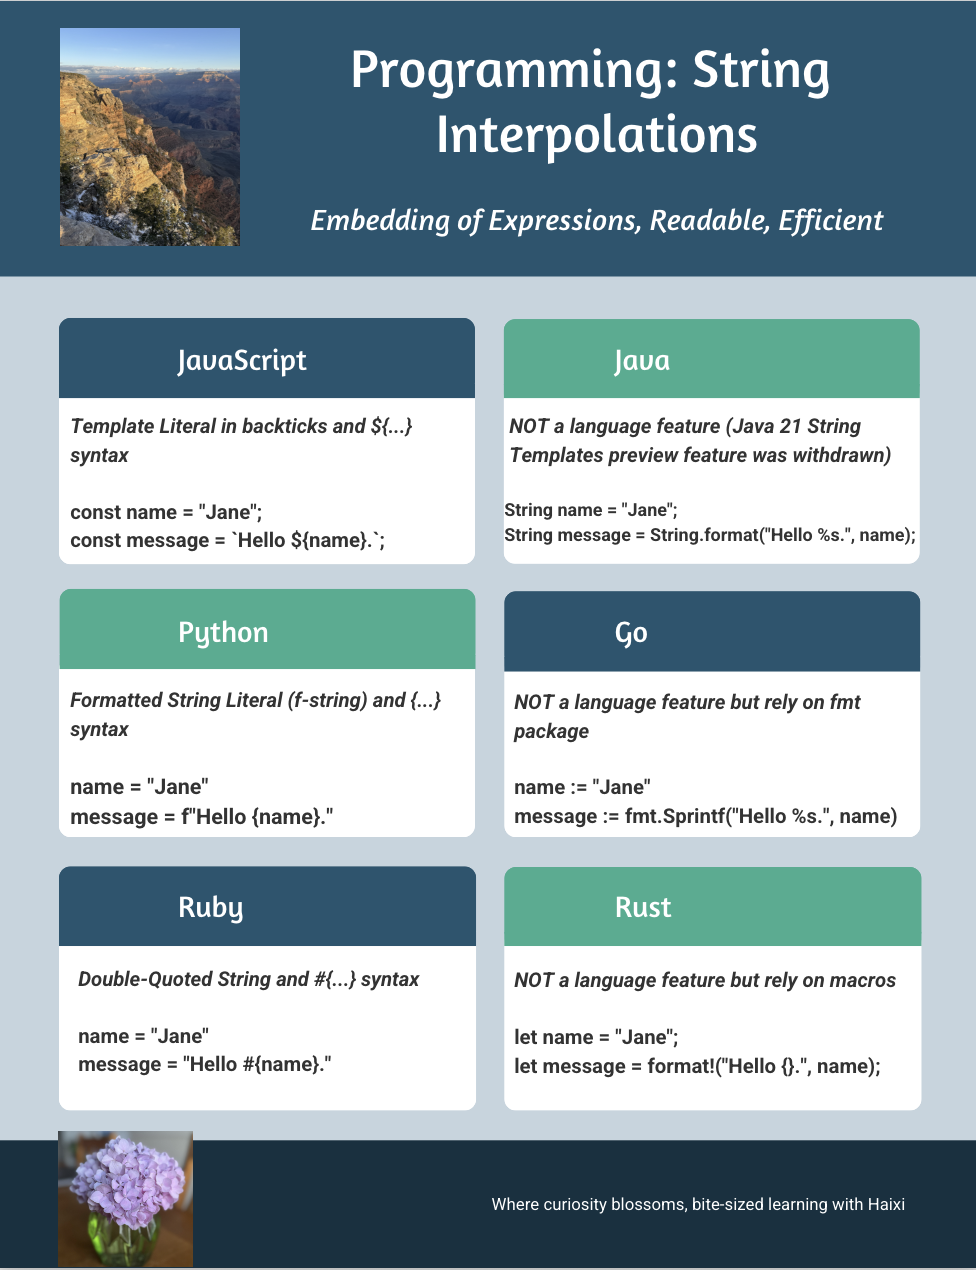 Programming: String
Interpolations
Embedding of Expressions, Readable, Efficient
JavaScript
Template Literal in backticks and ${...}
syntax
const name = "Jane";
const message = `Hello ${name}.`;
Java
NOT a language feature (Java 21 String
Templates preview feature was withdrawn)
String name = "Jane";
String message = String.format("Hello %s.", name);
Python
Formatted String Literal (f-string) and {...}
syntax
name = "Jane"
message = f"Hello {name}."
Go
NOT a language feature but rely on fmt
package
name := "Jane"
message := fmt.Sprintf("Hello %s.", name)
Ruby
Double-Quoted String and #{...} syntax
name = "Jane"
message = "Hello #{name}."
Rust
NOT a language feature but rely on macros
let name = "Jane";
let message = format!("Hello {}.", name);
Where curiosity blossoms, bite-sized learning with Haixi